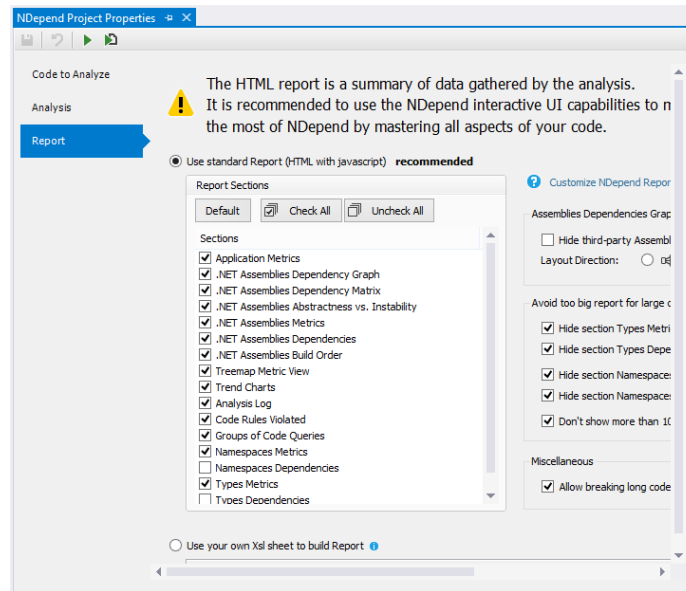 NDepend Project Properties
Code to Analyze
Analysis
Report
The HTML report is a summary of data gathered by the analysis.
It is recommended to use the NDepend interactive UI capabilities to m
the most of NDepend by mastering all aspects of your code.
Use standard Report (HTML with javascript) recommended
Report Sections
Default Check All Uncheck All
Sections
Application Metrics
.NET Assemblies Dependency Graph
.NET Assemblies Dependency Matrix
.NET Assemblies Abstractness vs. Instability
.NET Assemblies Metrics
.NET Assemblies Dependencies
.NET Assemblies Build Order
Treemap Metric View
Trend Charts
Analysis Log
Code Rules Violated
Groups of Code Queries
Namespaces Metrics
Namespaces Dependencies
Types Metrics
Types Dependencies
Customize NDepend Repor
Assemblies Dependencies Grap
Hide third-party Assembl
Layout Direction:
Avoid too big report for large c
Hide section Types Metri
Hide section Types Depe
Hide section Namespaces
Hide section Namespaces
Don't show more than 10
Miscellaneous
Allow breaking long code
Use your own Xsl sheet to build Report